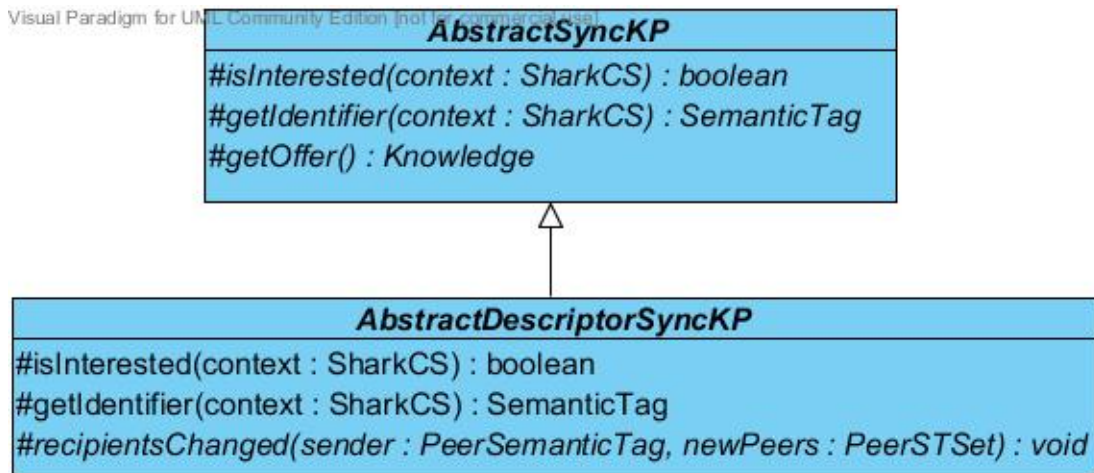 Visual Paradigm for UML Community Edition [not for commercial use]
AbstractSyncKP
#isInterested(context : SharkCS) : boolean
#getIdentifier(context : SharkCS) : SemanticTag
#getOffer() : Knowledge
AbstractDescriptorSyncKP
#isInterested(context : SharkCS) : boolean
#getIdentifier(context : SharkCS) : SemanticTag
#recipientsChanged(sender : PeerSemanticTag, newPeers : PeerSTSet) : void